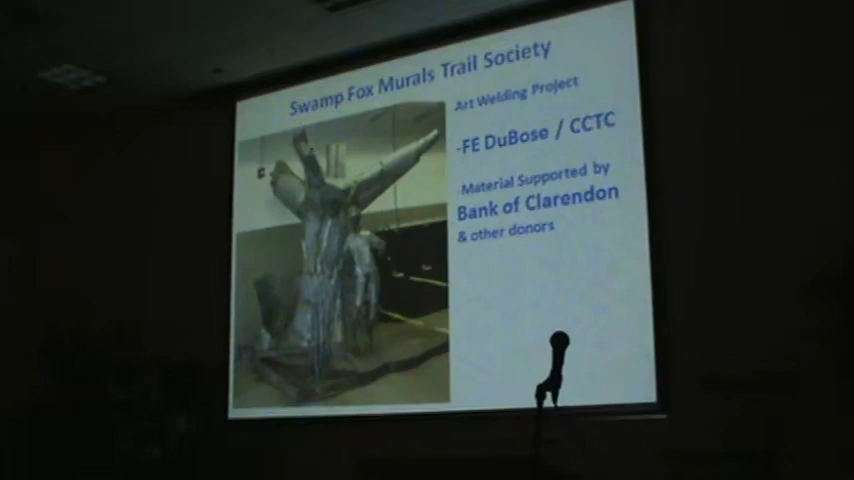 Swamp Fox Murals Trail Society
Art Welding Project
-FE DuBose / CCTC
-Material Supported by
Bank of Clarendon
& other donors